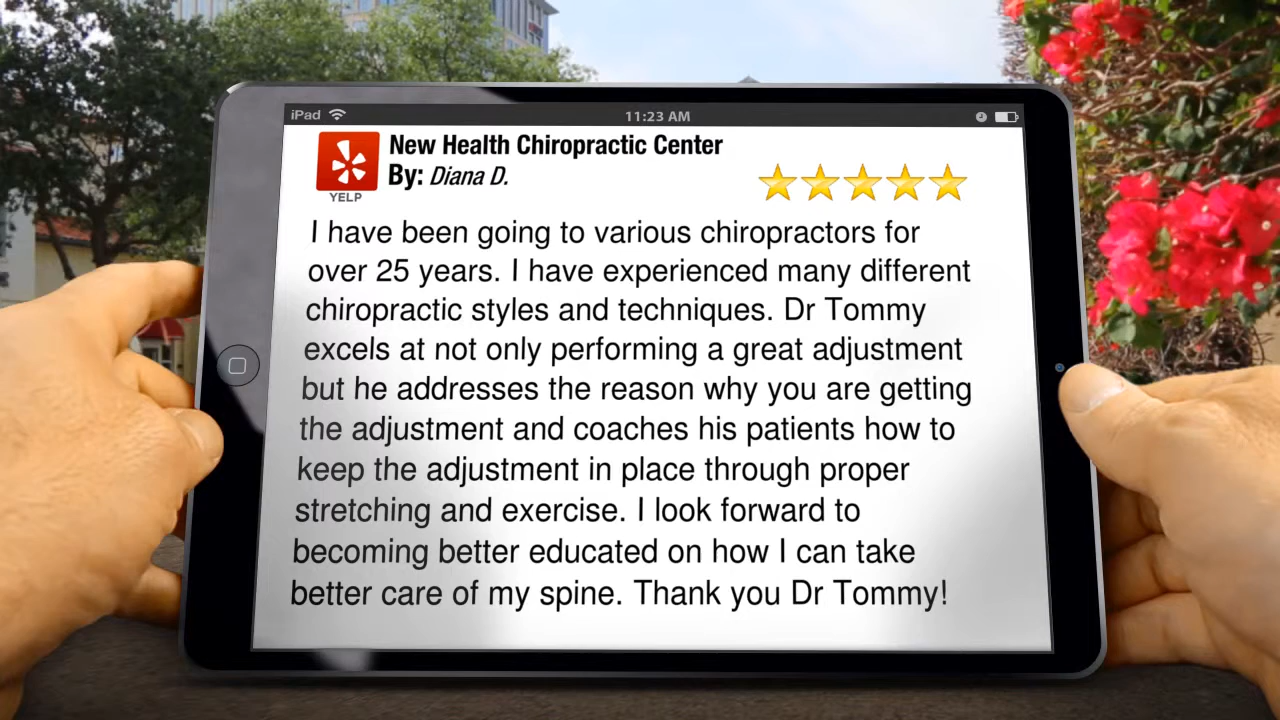 iPad 11:23 AM
New Health Chiropractic Center
By: Diana D.
YELP
I have been going to various chiropractors for
over 25 years. I have experienced many different
chiropractic styles and techniques. Dr Tommy
excels at not only performing a great adjustment
but he addresses the reason why you are getting
the adjustment and coaches his patients how to
keep the adjustment in place through proper
stretching and exercise. I look forward to
becoming better educated on how I can take
better care of my spine. Thank you Dr Tommy!